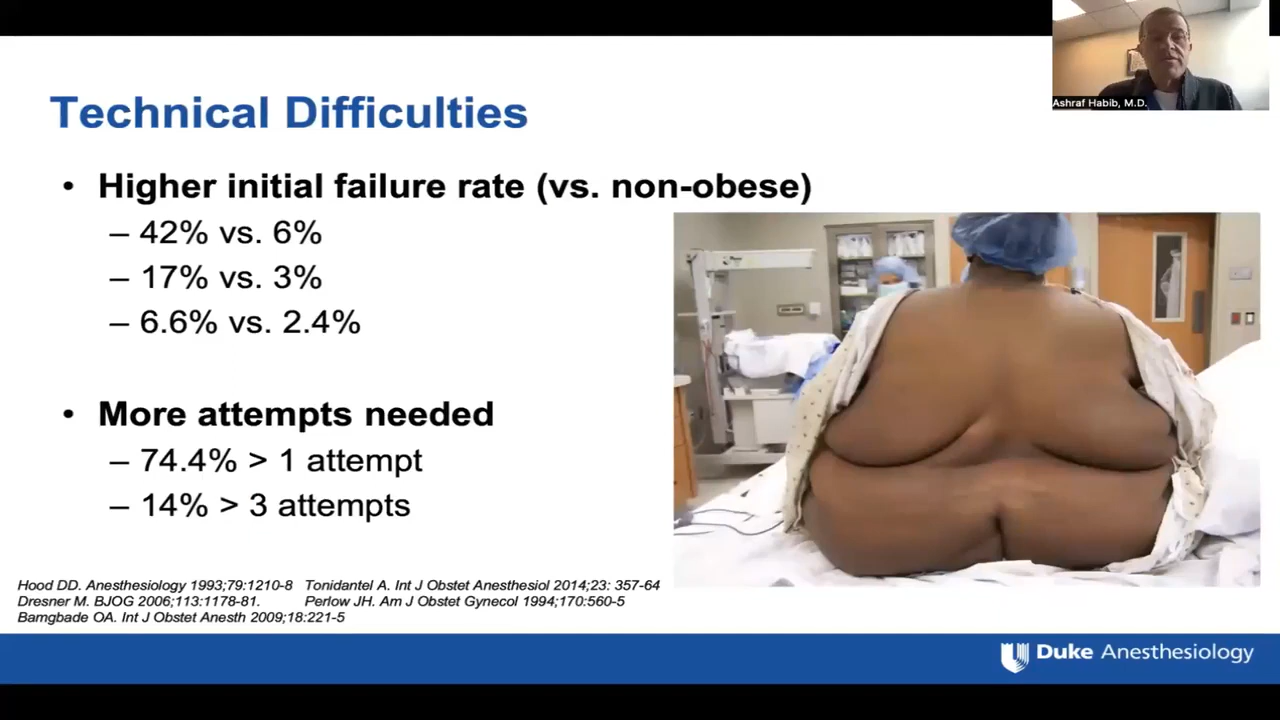 Ashraf Habib, M.D.
Technical Difficulties
• Higher initial failure rate (vs. non-obese)
– 42% vs. 6%
– 17% vs. 3%
– 6.6% vs. 2.4%
• More attempts needed
– 74.4% > 1 attempt
– 14% > 3 attempts
Hood DD. Anesthesiology 1993;79:1210-8 Tonidantel A. Int J Obstet Anesthesiol 2014;23: 357-64
Dresner M. BJOG 2006;113:1178-81. Perlow JH. Am J Obstet Gynecol 1994;170:560-5
Bamgbade OA. Int J Obstet Anesth 2009;18:221-5
Duke Anesthesiology